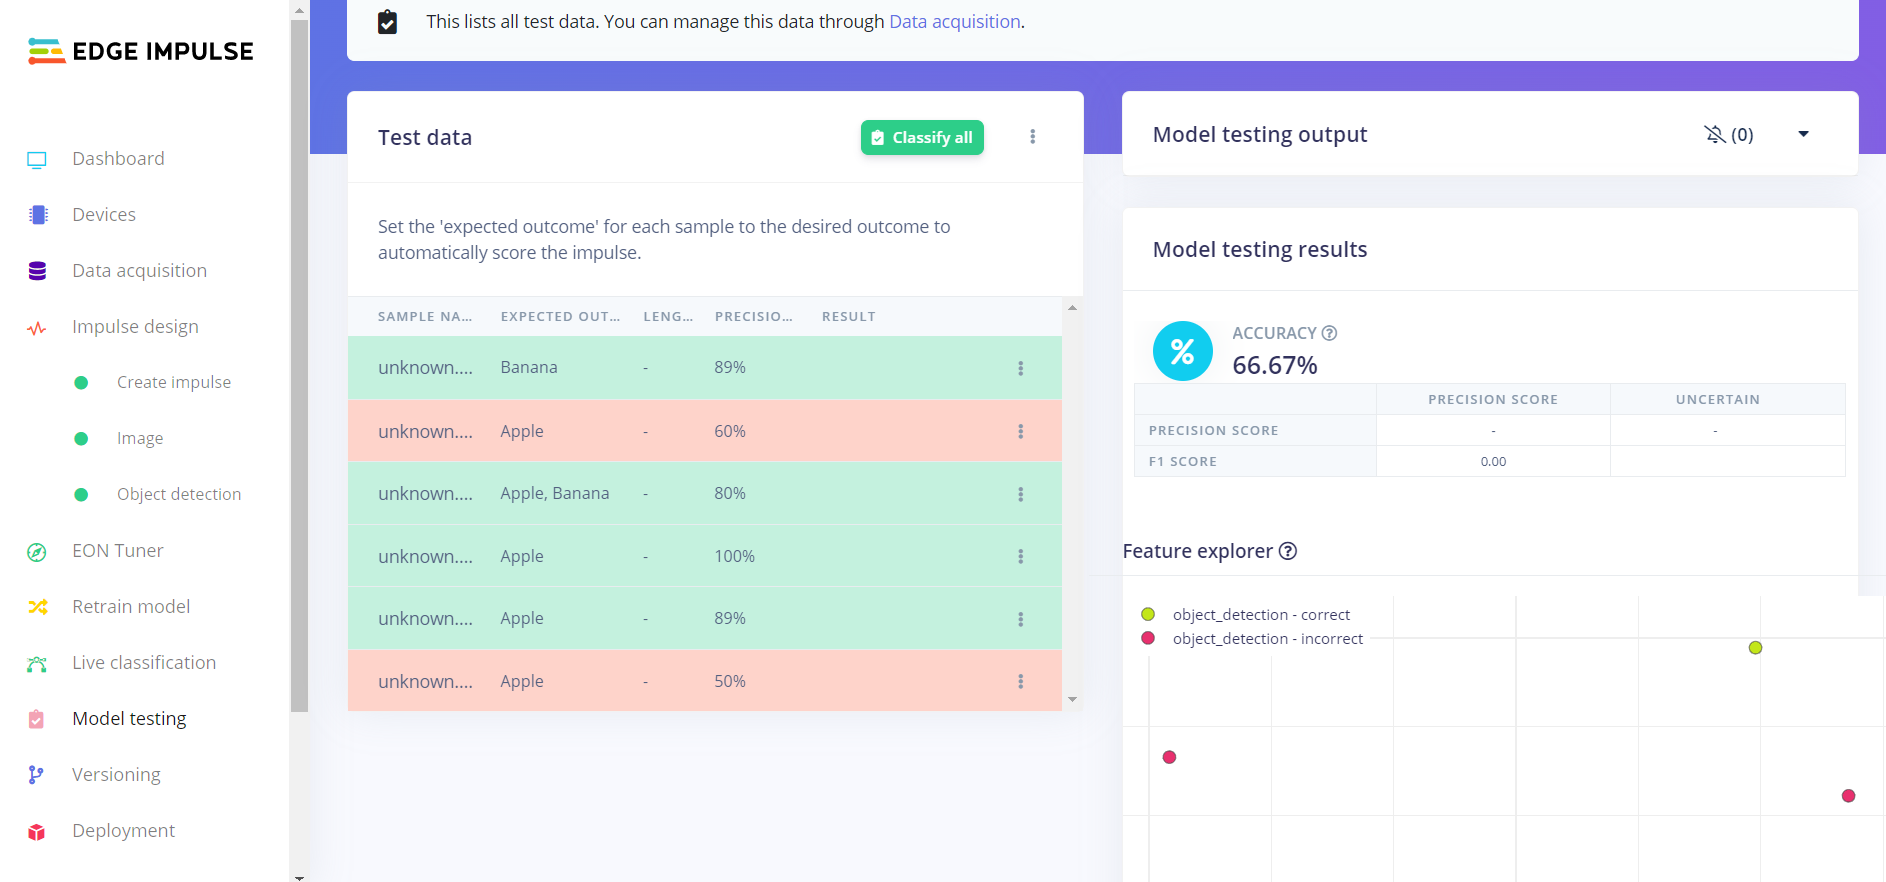 This lists all test data. You can manage this data through Data acquisition.
EDGE IMPULSE
Dashboard
Devices
Data acquisition
Impulse design
Create impulse
Image
Object detection
EON Tuner
Retrain model
Live classification
Model testing
Versioning
Deployment
Test data
Classify all
Set the 'expected outcome' for each sample to the desired outcome to
automatically score the impulse.
SAMPLE NA... EXPECTED OUT... LENG... PRECISIO... RESULT
unknown.... Banana - 89%
unknown.... Apple - 60%
unknown.... Apple, Banana - 80%
unknown.... Apple - 100%
unknown.... Apple - 89%
unknown.... Apple - 50%
Model testing output (0)
Model testing results
% ACCURACY ?
66.67%
PRECISION SCORE UNCERTAIN
PRECISION SCORE - -
F1 SCORE 0.00
Feature explorer ?
object_detection - correct
object_detection - incorrect